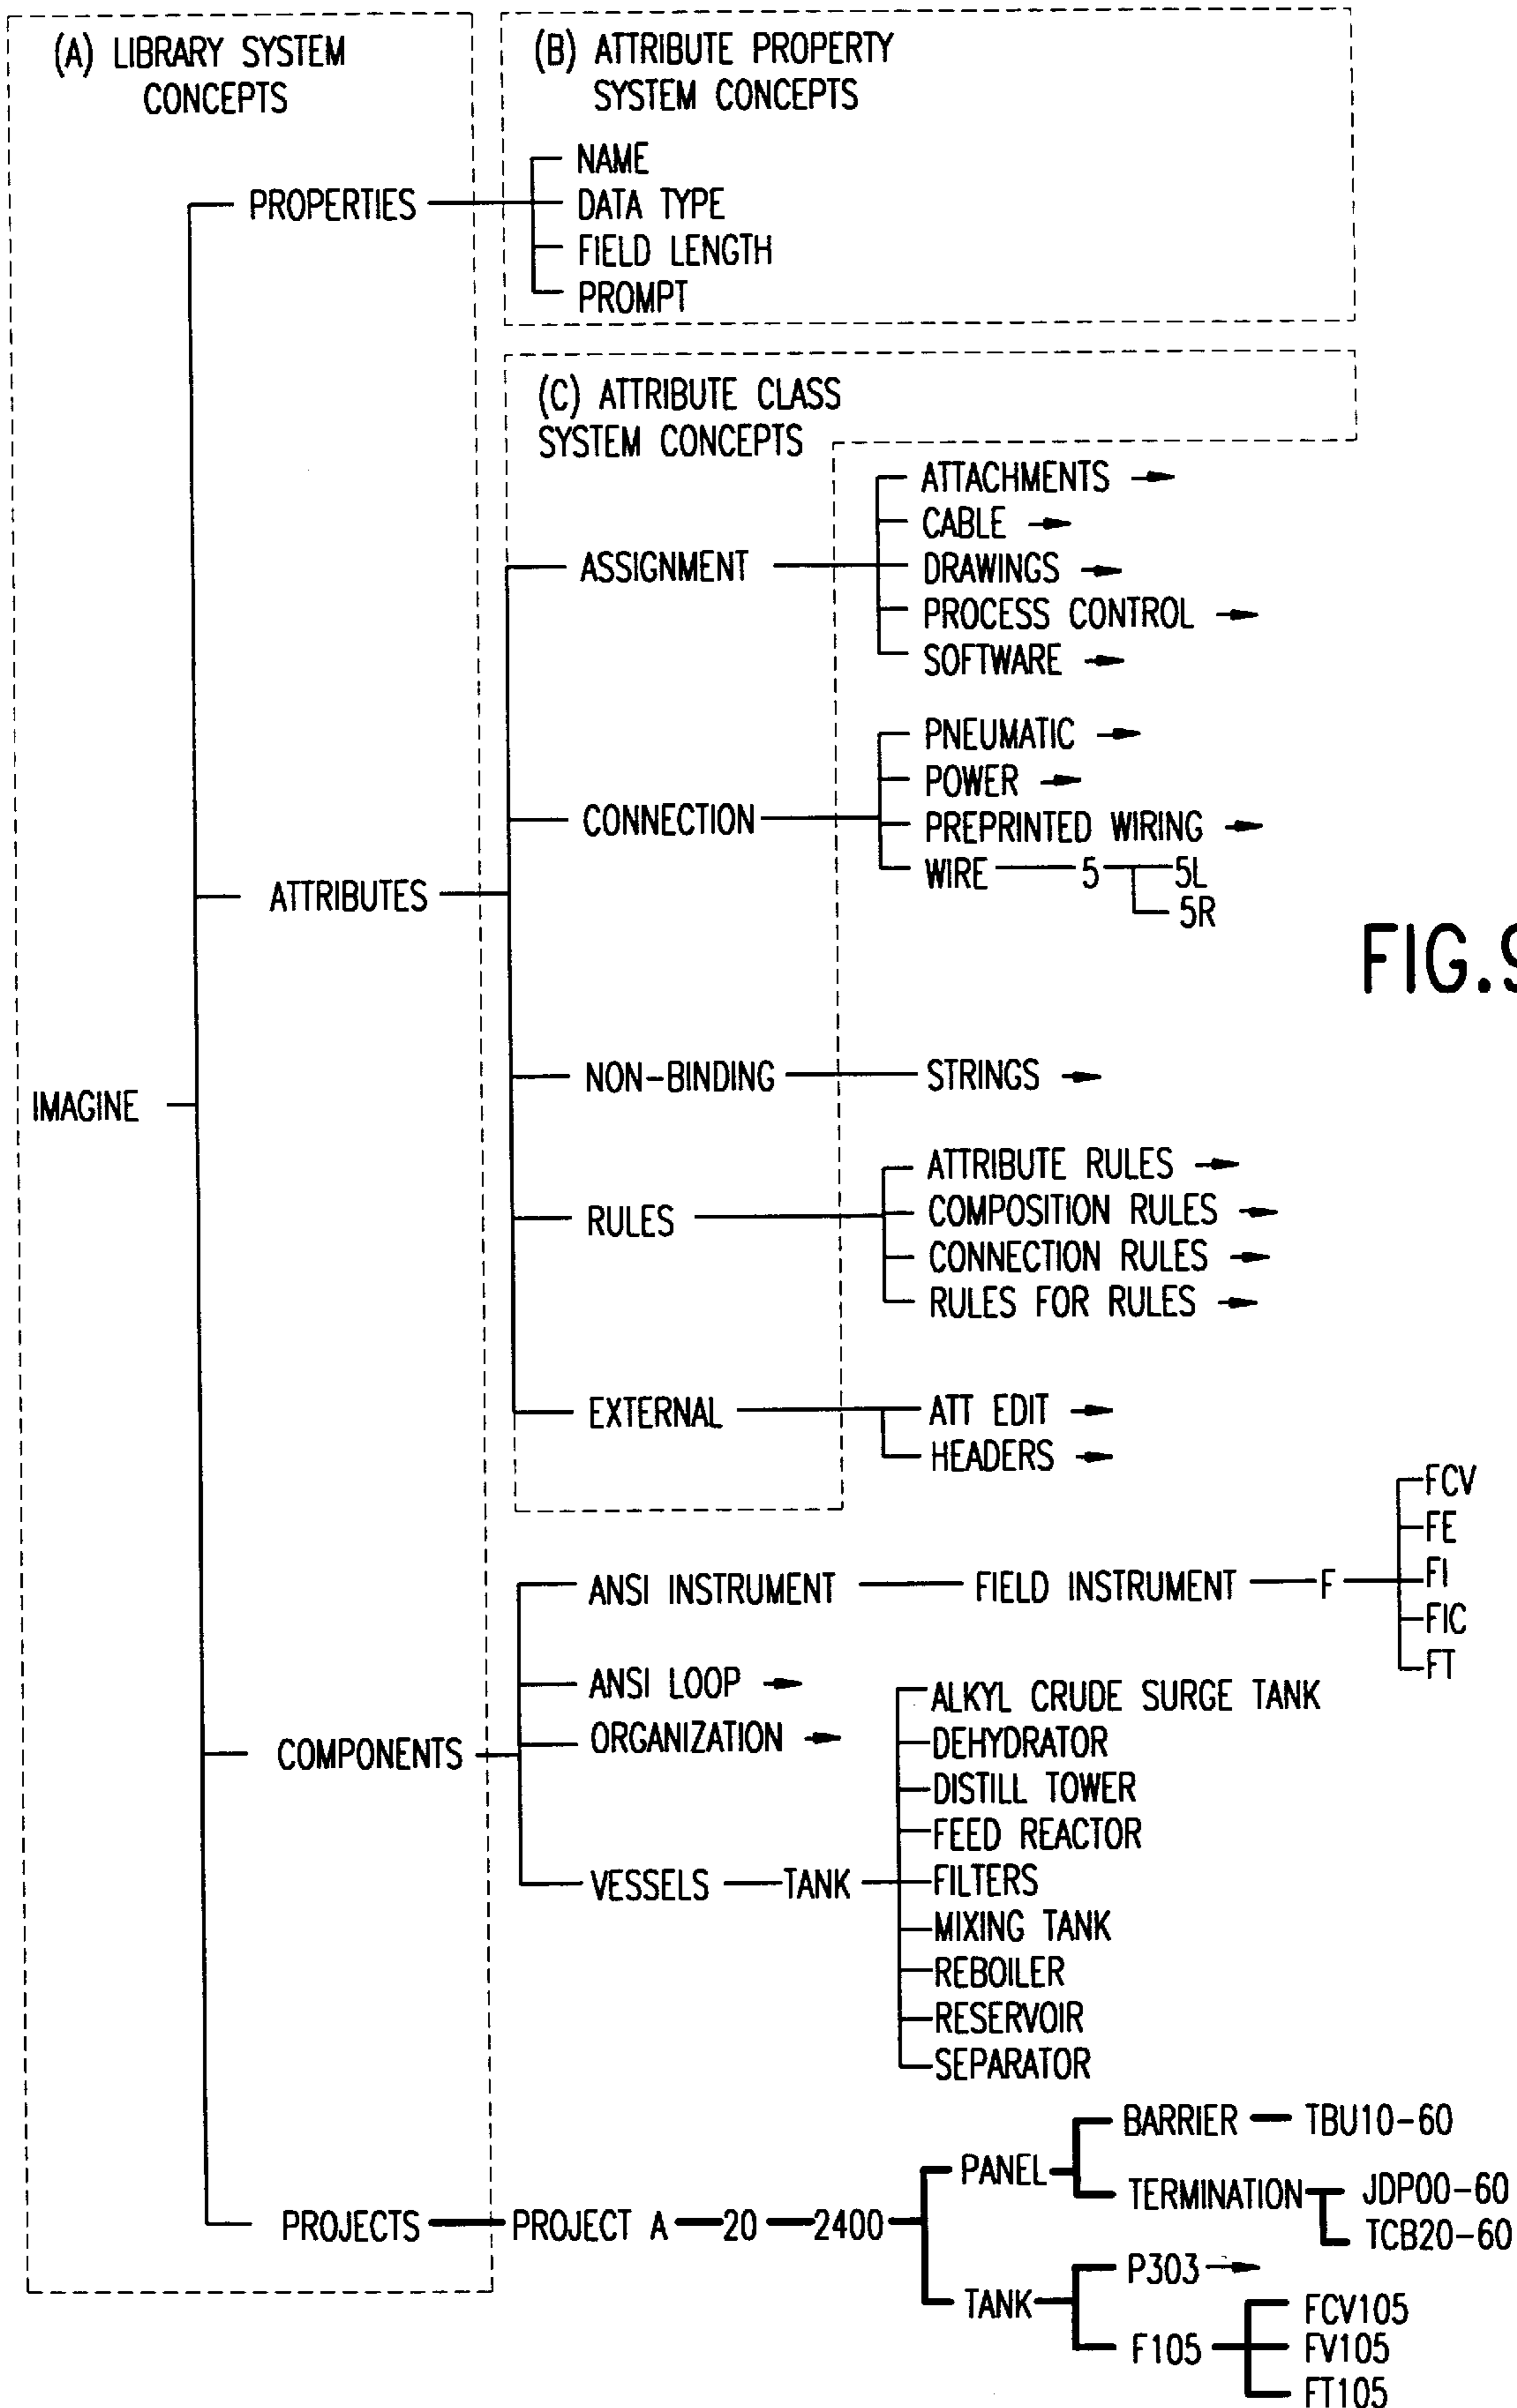 (A) LIBRARY SYSTEM
CONCEPTS
(B) ATTRIBUTE PROPERTY
SYSTEM CONCEPTS
NAME
PROPERTIES
DATA TYPE
FIELD LENGTH
PROMPT
(C) ATTRIBUTE CLASS
SYSTEM CONCEPTS
ATTACHMENTS
CABLE
ASSIGNMENT
DRAWINGS
PROCESS CONTROL
SOFTWARE
PNEUMATIC
POWER
CONNECTION
PREPRINTED WIRING
WIRE 5 5L
5R
ATTRIBUTES
FIG.9
NON-BINDING STRINGS
IMAGINE
ATTRIBUTE RULES
COMPOSITION RULES
RULES
CONNECTION RULES
RULES FOR RULES
EXTERNAL
ATT EDIT
HEADERS
FCV
FE
ANSI INSTRUMENT FIELD INSTRUMENT F FI
FIC
FT
ANSI LOOP
ORGANIZATION
COMPONENTS
ALKYL CRUDE SURGE TANK
DEHYDRATOR
DISTILL TOWER
FEED REACTOR
VESSELS TANK FILTERS
MIXING TANK
REBOILER
RESERVOIR
SEPARATOR
BARRIER TBU10-60
PANEL
TERMINATION JDP00-60
TCB20-60
PROJECTS PROJECT A 20 2400
P303
TANK
FCV105
F105 FV105
FT105